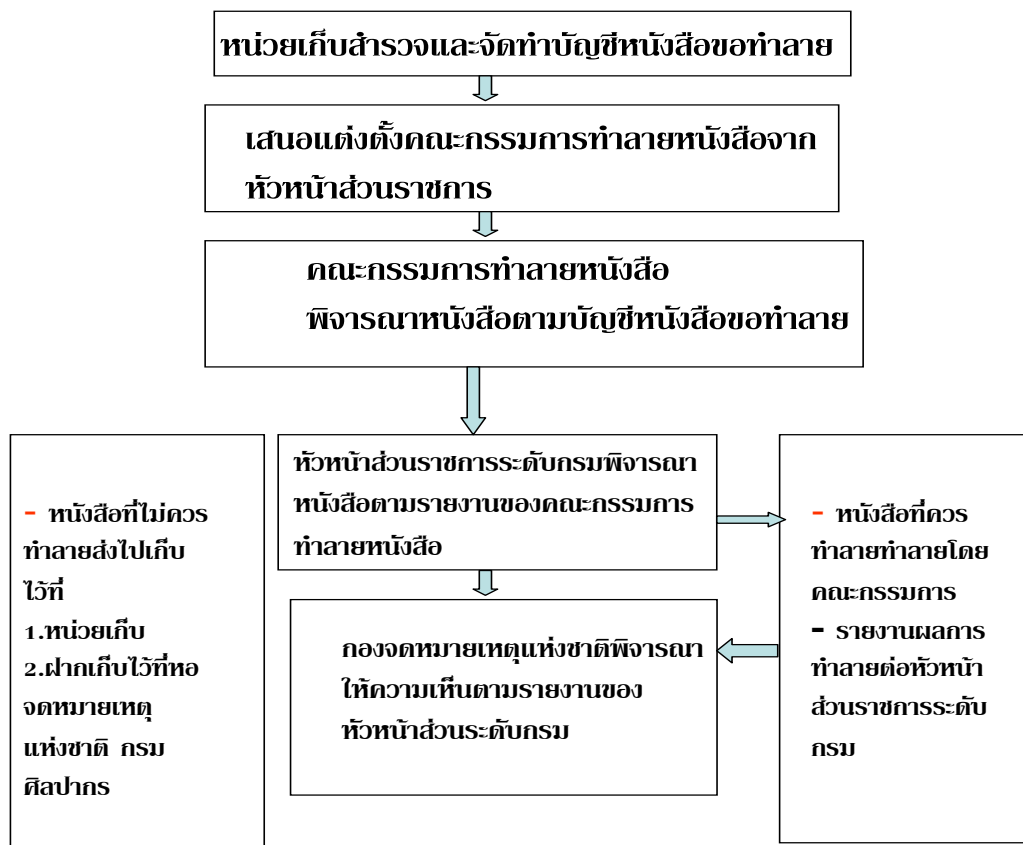 หน่วยเก็บสำรวจและจัดทำบัญชีหนังสือขอทำลาย
เสนอแต่งตั้งคณะกรรมการทำลายหนังสือจาก
หัวหน้าส่วนราชการ
คณะกรรมการทำลายหนังสือ
พิจารณาหนังสือตามบัญชีหนังสือขอทำลาย
- หนังสือที่ไม่ควร
ทำลายส่งไปเก็บ
ไว้ที่
1.หน่วยเก็บ
2.ฝากเก็บไว้ที่หอ
จดหมายเหตุ
แห่งชาติ กรม
ศิลปากร
หัวหน้าส่วนราชการระดับกรมพิจารณา
หนังสือตามรายงานของคณะกรรมการ
ทำลายหนังสือ
กองจดหมายเหตุแห่งชาติพิจารณา
ให้ความเห็นตามรายงานของ
หัวหน้าส่วนระดับกรม
- หนังสือที่ควร
ทำลายทำลายโดย
คณะกรรมการ
- รายงานผลการ
ทำลายต่อหัวหน้า
ส่วนราชการระดับ
กรม